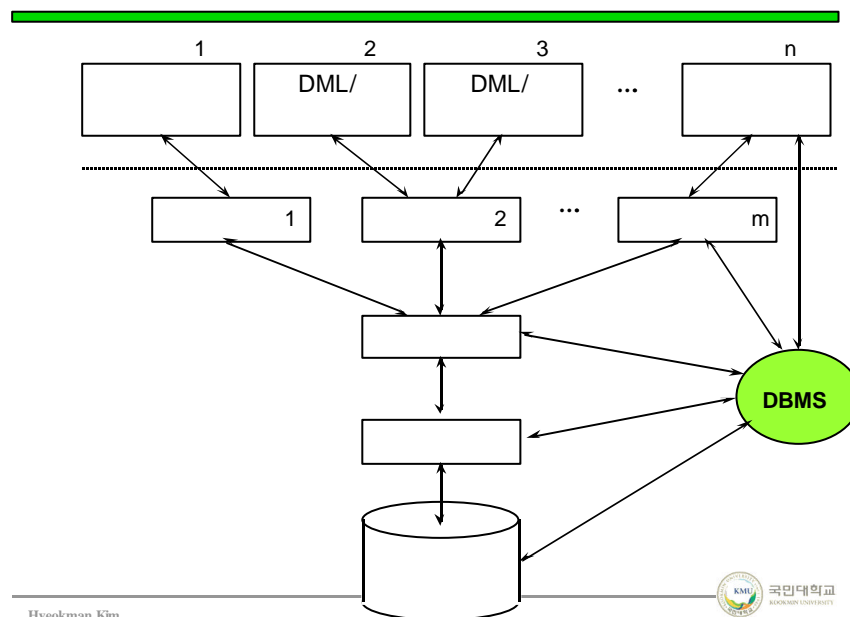 1 2 3 n
DML/ DML/ ...
1 2 ... m
DBMS
KMU 국민대학교
KOOKMIN UNIVERSITY
Hyeokman Kim